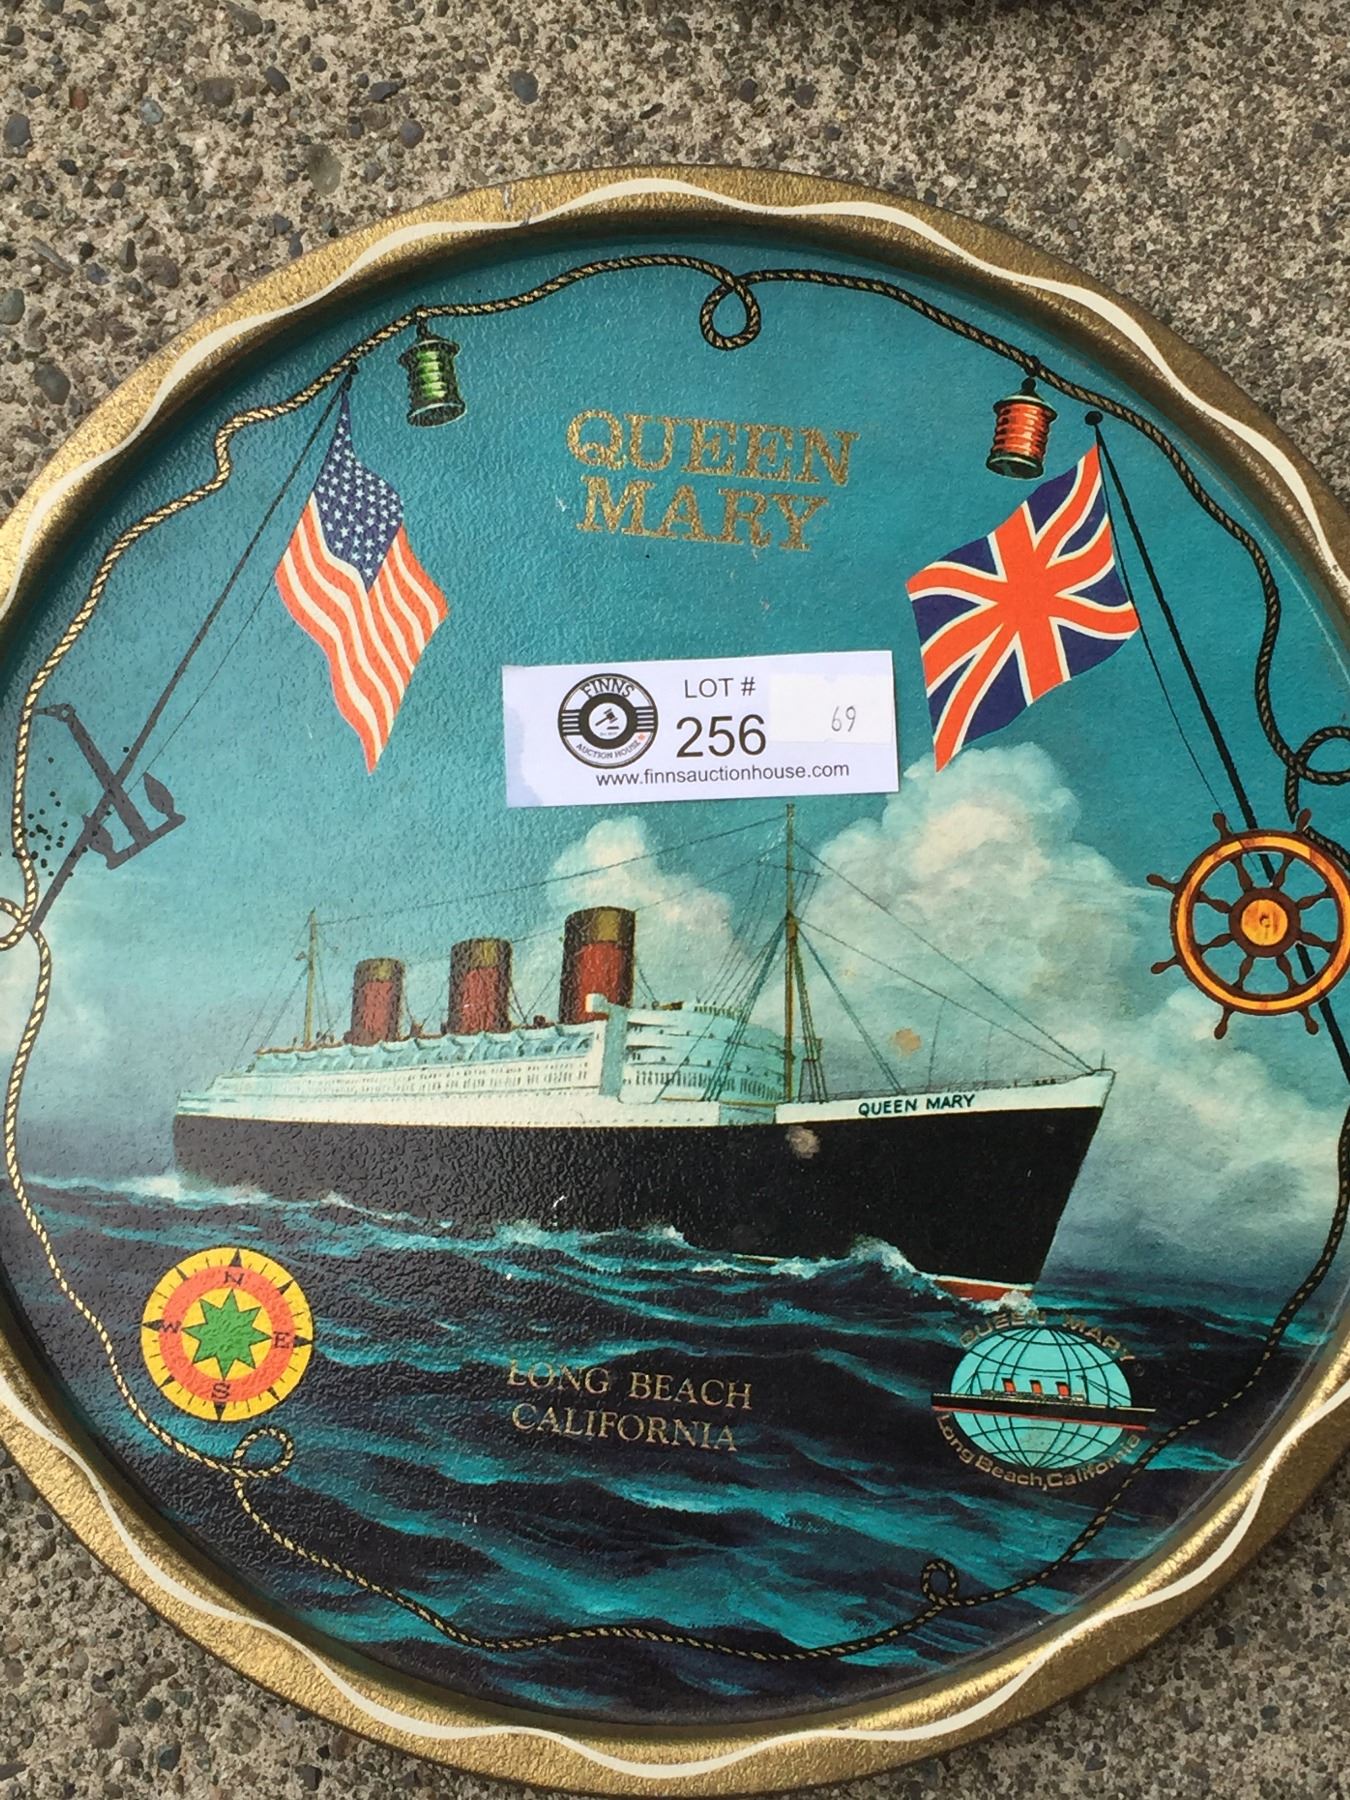 QUEEN
MARY
FINNS
AUCTION HOUSE
LOT #
256
69
www.finnsauctionhouse.com
QUEEN MARY
N
W
E
S
LONG BEACH
CALIFORNIA
QUEEN MARY
Long Beach, California